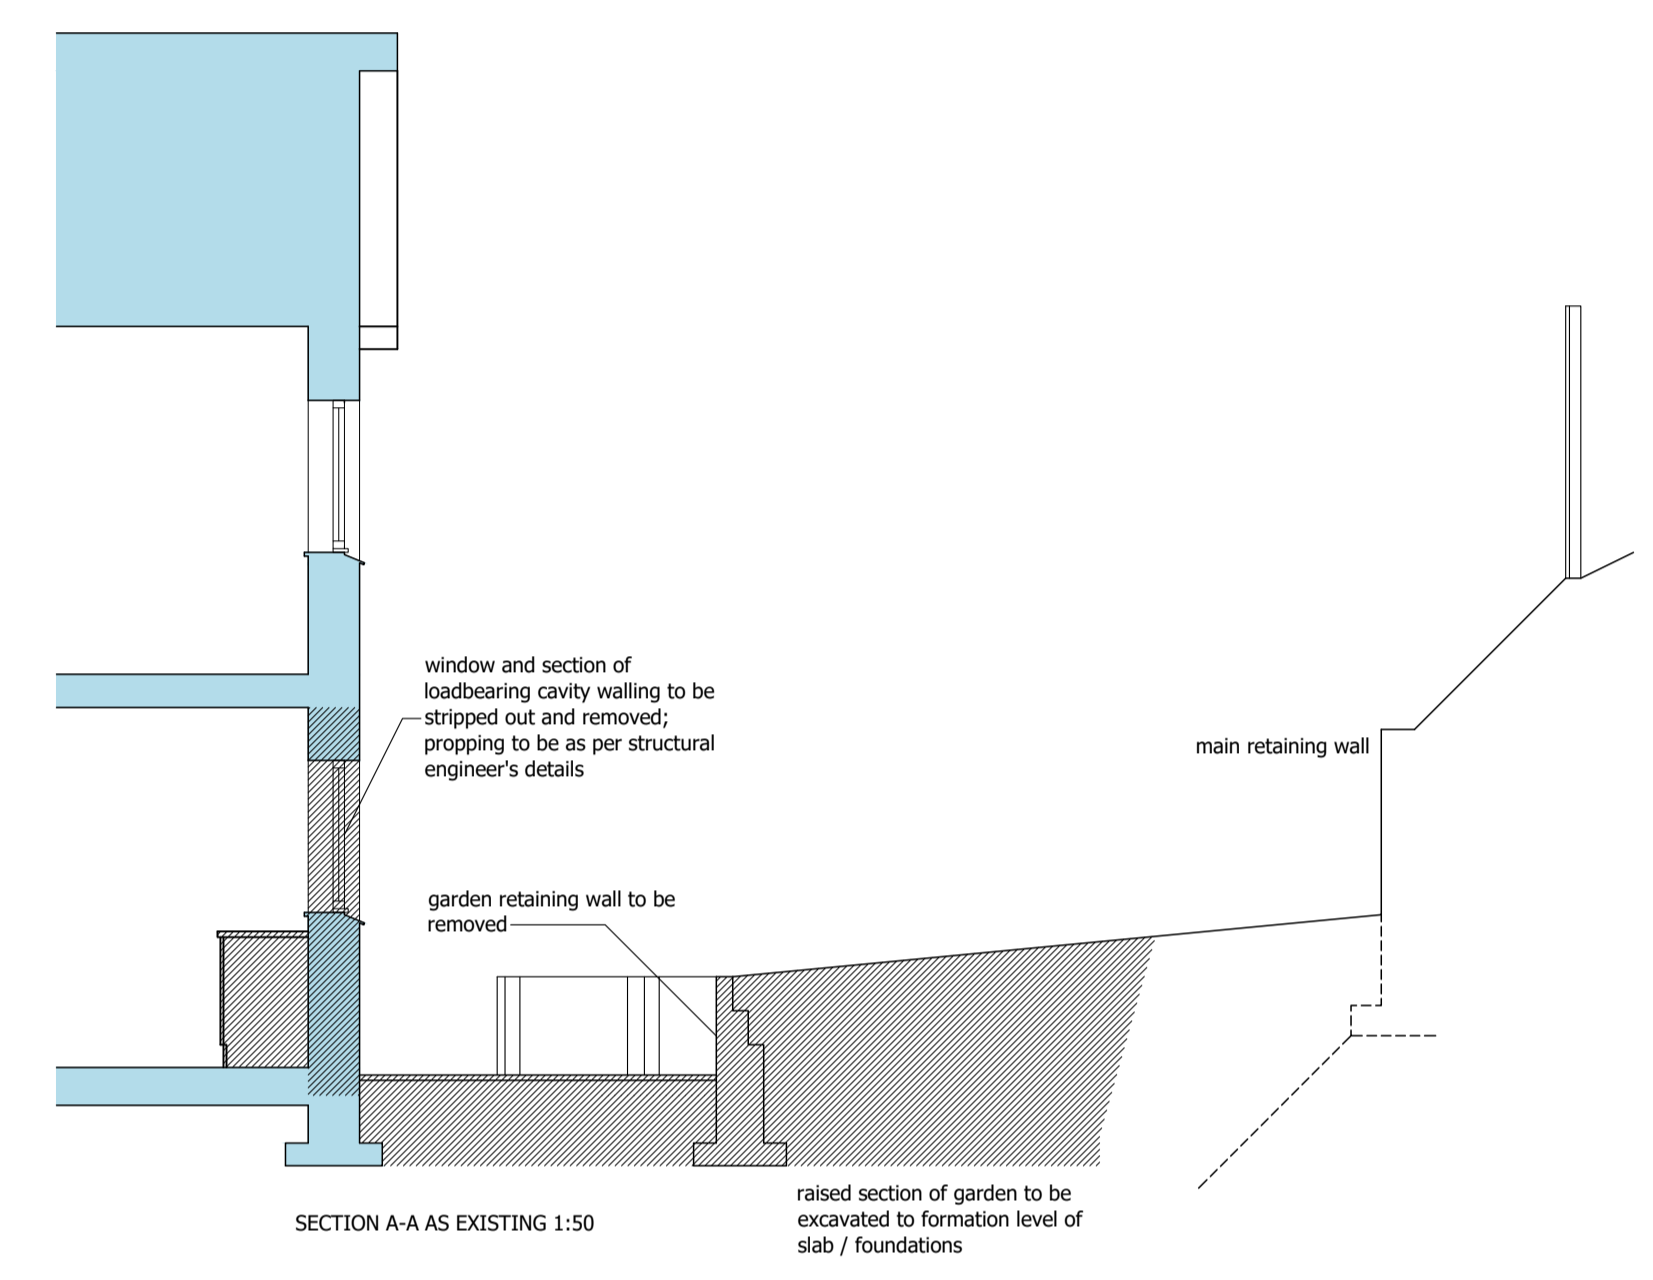 window and section of
loadbearing cavity walling to be
stripped out and removed;
propping to be as per structural
engineer's details
main retaining wall
garden retaining wall to be
removed
raised section of garden to be
excavated to formation level of
slab / foundations
SECTION A-A AS EXISTING 1:50